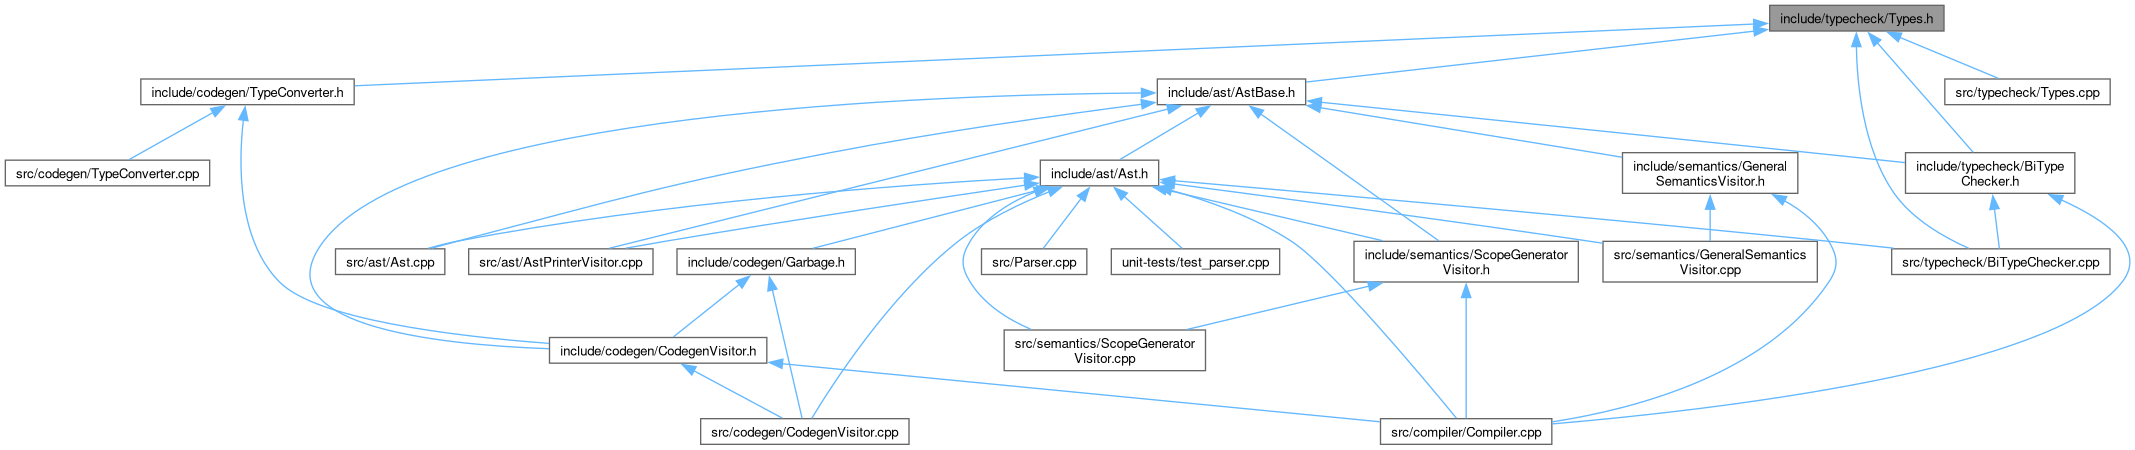 include/typecheck/Types.h
include/codegen/TypeConverter.h
include/ast/AstBase.h
src/typecheck/Types.cpp
src/codegen/TypeConverter.cpp
include/ast/Ast.h
include/semantics/General
SemanticsVisitor.h
include/typecheck/BiType
Checker.h
src/ast/Ast.cpp
src/ast/AstPrinterVisitor.cpp
include/codegen/Garbage.h
src/Parser.cpp
unit-tests/test_parser.cpp
include/semantics/ScopeGenerator
Visitor.h
src/semantics/GeneralSemantics
Visitor.cpp
src/typecheck/BiTypeChecker.cpp
include/codegen/CodegenVisitor.h
src/semantics/ScopeGenerator
Visitor.cpp
src/codegen/CodegenVisitor.cpp
src/compiler/Compiler.cpp